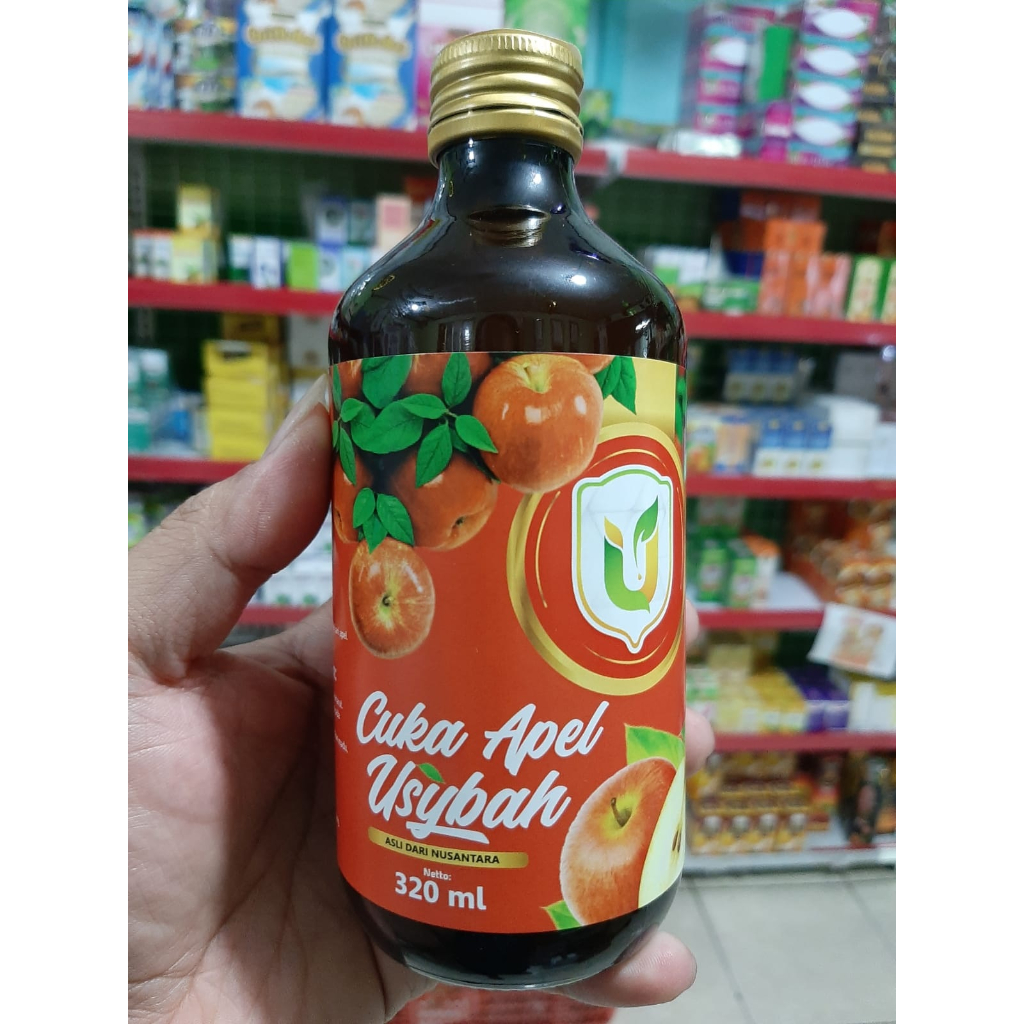 Cuka Apel
Usybah
ASLI DARI NUSANTARA
Netto:
320 ml